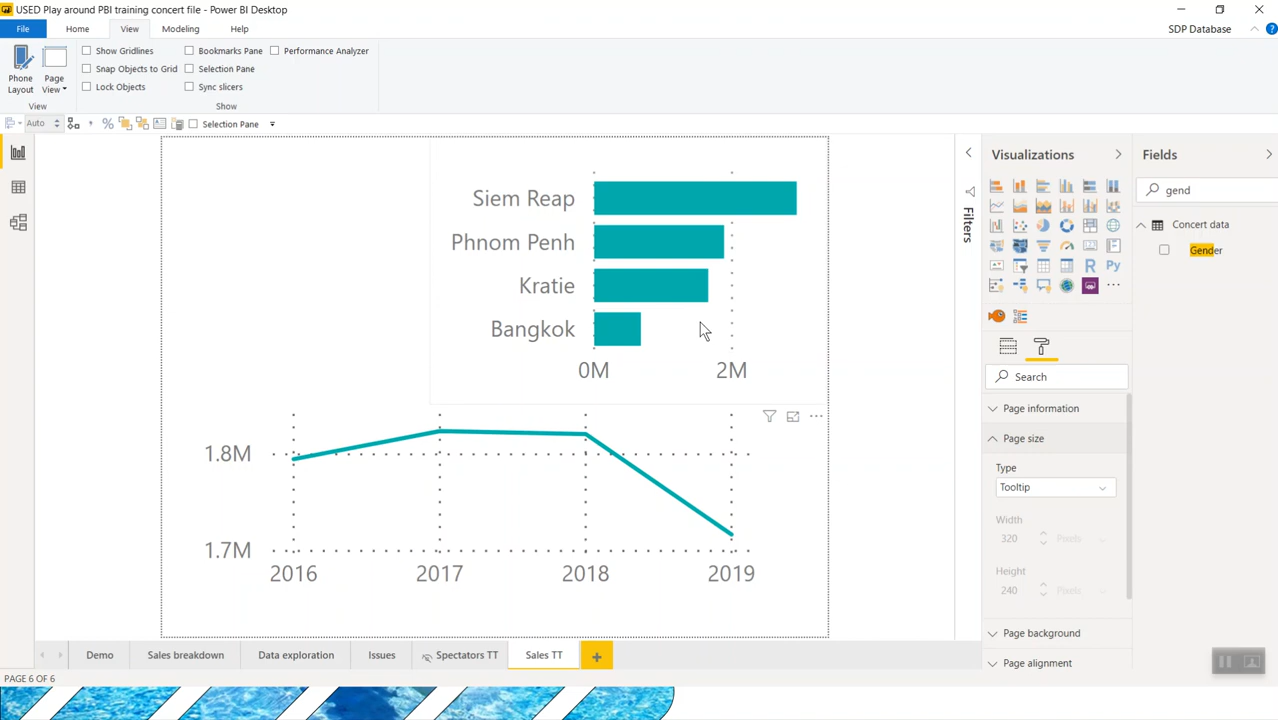 USED Play around PBI training concert file - Power BI Desktop
File
Home
View
Modeling
Help
SDP Database
Phone
Layout
Page
View
Show Gridlines
Snap Objects to Grid
Lock Objects
Bookmarks Pane
Selection Pane
Sync slicers
Performance Analyzer
View
Show
Auto
Selection Pane
Siem Reap
Phnom Penh
Kratie
Bangkok
0M
2M
1.8M
1.7M
2016
2017
2018
2019
Filters
Visualizations
R
Py
Search
Page information
Page size
Type
Tooltip
Width
320
Pixels
Height
240
Pixels
Page background
Page alignment
Fields
gend
Concert data
Gender
Demo
Sales breakdown
Data exploration
Issues
Spectators TT
Sales TT
PAGE 6 OF 6